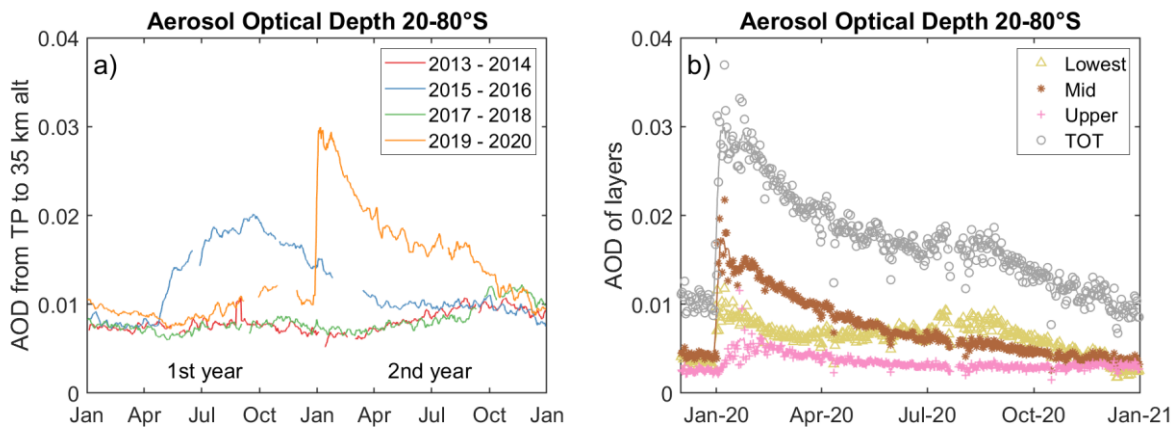 Aerosol Optical Depth 20-80°S
a)
AOD from TP to 35 km alt
0.04
0.03
0.02
0.01
0
2013 - 2014
2015 - 2016
2017 - 2018
2019 - 2020
1st year
2nd year
Jan Apr Jul Oct Jan Apr Jul Oct Jan
Aerosol Optical Depth 20-80°S
b)
AOD of layers
0.04
0.03
0.02
0.01
0
Lowest
Mid
Upper
TOT
Jan-20 Apr-20 Jul-20 Oct-20 Jan-21